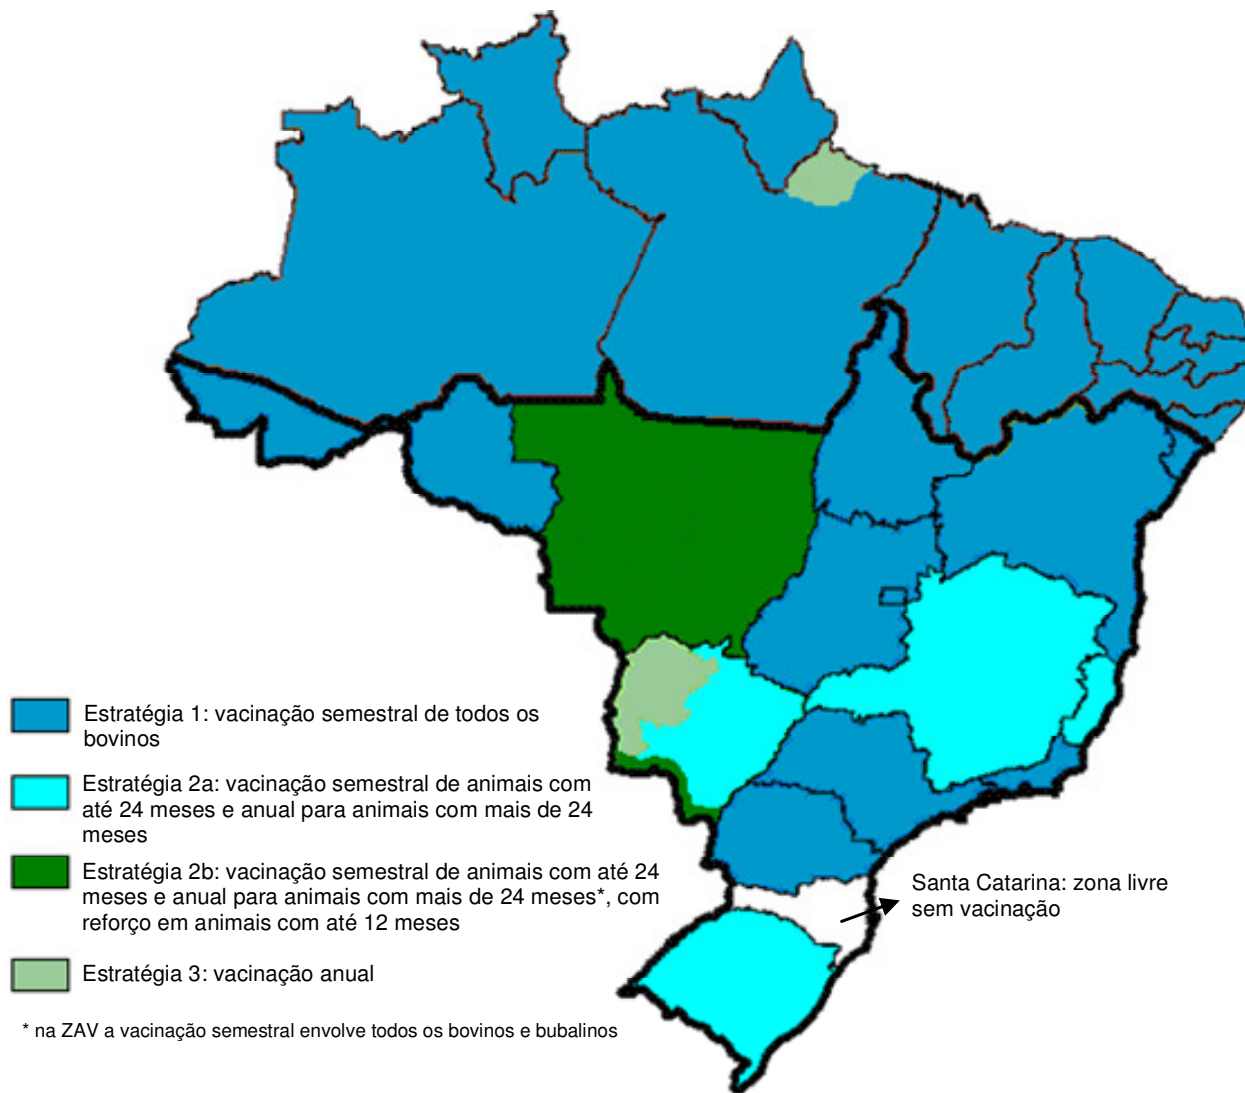 Estratégia 1: vacinação semestral de todos os
bovinos
Estratégia 2a: vacinação semestral de animais com
até 24 meses e anual para animais com mais de 24
meses
Estratégia 2b: vacinação semestral de animais com até 24
meses e anual para animais com mais de 24 meses*, com
reforço em animais com até 12 meses
Estratégia 3: vacinação anual
* na ZAV a vacinação semestral envolve todos os bovinos e bubalinos
Santa Catarina: zona livre
sem vacinação